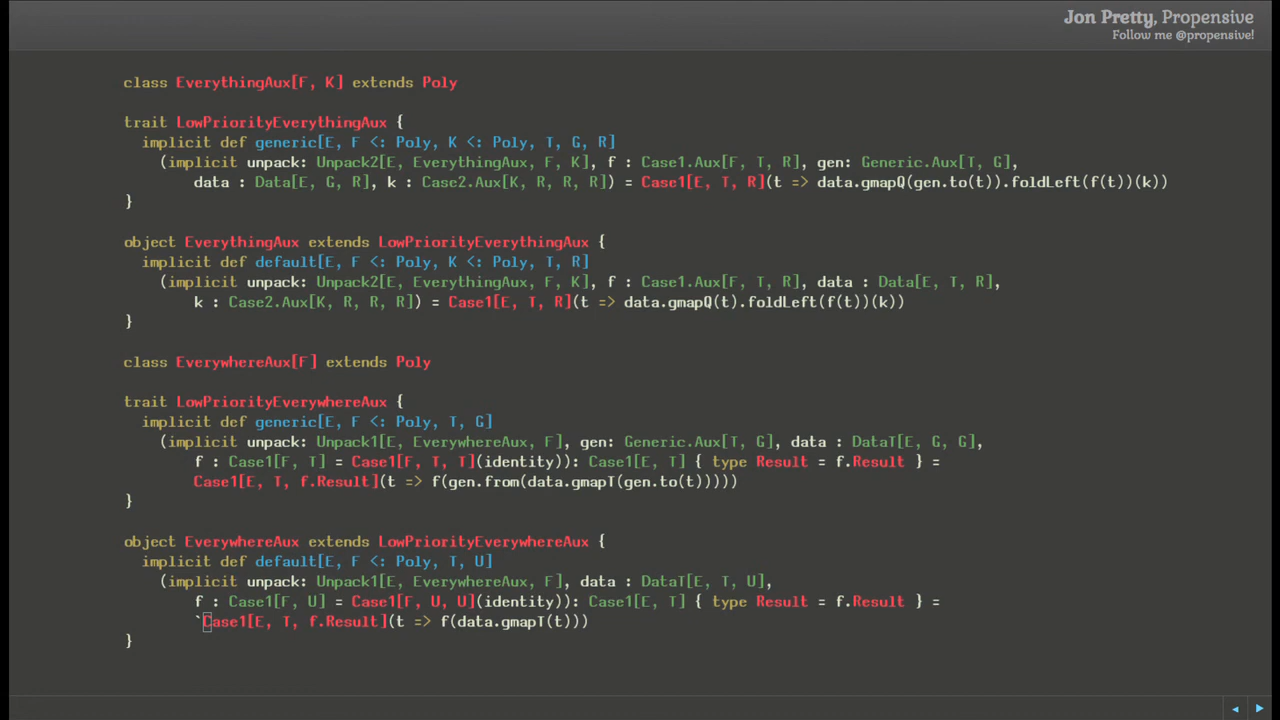 Jon Pretty, Propensive
Follow me @propensive!
class EverythingAux[F, K] extends Poly
trait LowPriorityEverythingAux {
  implicit def generic[E, F <: Poly, K <: Poly, T, G, R]
    (implicit unpack: Unpack2[E, EverythingAux, F, K], f : Case1.Aux[F, T, R], gen: Generic.Aux[T, G],
        data : Data[E, G, R], k : Case2.Aux[K, R, R, R]) = Case1[E, T, R](t => data.gmapQ(gen.to(t)).foldLeft(f(t))(k))
}
object EverythingAux extends LowPriorityEverythingAux {
  implicit def default[E, F <: Poly, K <: Poly, T, R]
    (implicit unpack: Unpack2[E, EverythingAux, F, K], f : Case1.Aux[F, T, R], data : Data[E, T, R],
        k : Case2.Aux[K, R, R, R]) = Case1[E, T, R](t => data.gmapQ(t).foldLeft(f(t))(k))
}
class EverywhereAux[F] extends Poly
trait LowPriorityEverywhereAux {
  implicit def generic[E, F <: Poly, T, G]
    (implicit unpack: Unpack1[E, EverywhereAux, F], gen: Generic.Aux[T, G], data : DataT[E, G, G],
        f : Case1[F, T] = Case1[F, T, T](identity)): Case1[E, T] { type Result = f.Result } =
        Case1[E, T, f.Result](t => f(gen.from(data.gmapT(gen.to(t)))))
}
object EverywhereAux extends LowPriorityEverywhereAux {
  implicit def default[E, F <: Poly, T, U]
    (implicit unpack: Unpack1[E, EverywhereAux, F], data : DataT[E, T, U],
        f : Case1[F, U] = Case1[F, U, U](identity)): Case1[E, T] { type Result = f.Result } =
        `Case1[E, T, f.Result](t => f(data.gmapT(t)))
}